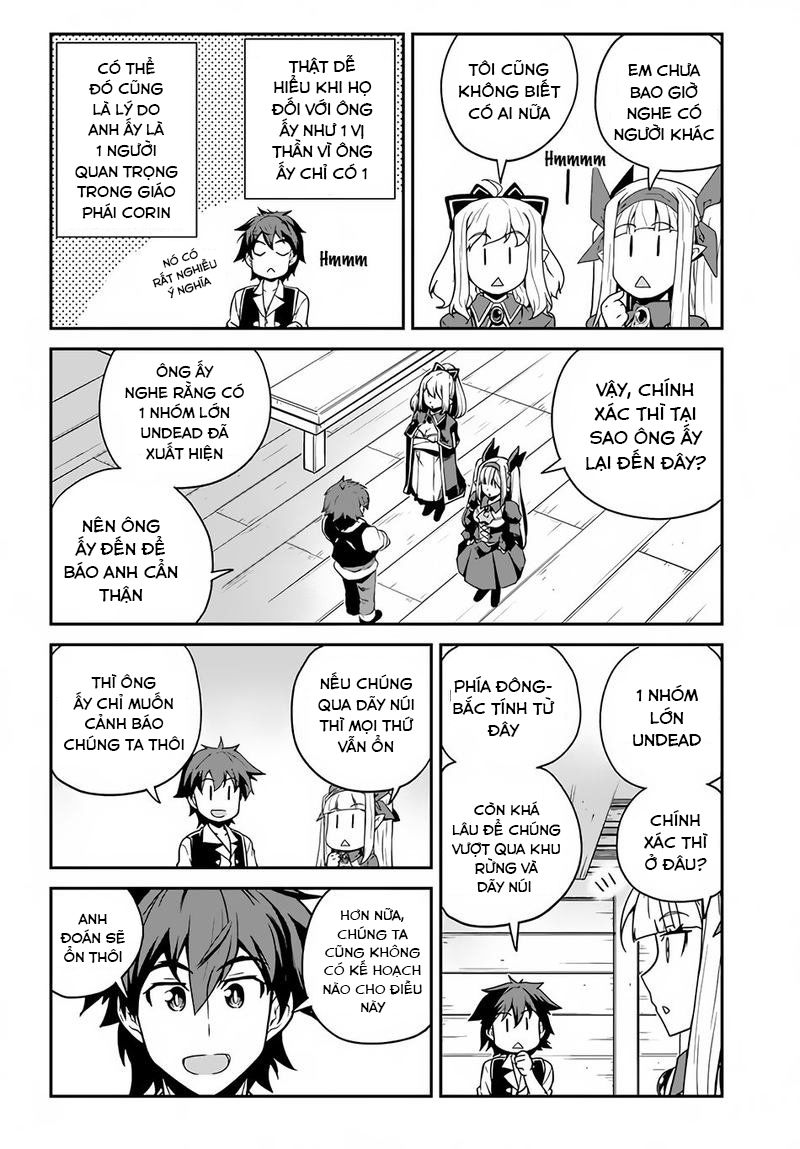 EM CHƯA
BAO GIỜ
NGHE CÓ
NGƯỜI KHÁC
TÔI CŨNG
KHÔNG BIẾT
CÓ AI NỮA
Hmmmm
THẬT DỄ
HIỂU KHI HỌ
ĐỐI VỚI ÔNG
ẤY NHƯ 1 VỊ
THẦN VÌ ÔNG
ẤY CHỈ CÓ 1
CÓ THỂ
ĐÓ CŨNG
LÀ LÝ DO
ANH ẤY LÀ
1 NGƯỜI
QUAN TRỌNG
TRONG GIÁO
PHÁI CORIN
Hmmm
NÓ CÓ
RẤT NGHIỀU
Ý NGHĨA
VẬY, CHÍNH
XÁC THÌ TẠI
SAO ÔNG ẤY
LẠI ĐẾN ĐÂY?
ÔNG ẤY
NGHE RẰNG CÓ
1 NHÓM LỚN
UNDEAD ĐÃ
XUẤT HIỆN
NÊN ÔNG
ẤY ĐẾN ĐỂ
BÁO ANH CẨN
THẬN
1 NHÓM
LỚN
UNDEAD
CHÍNH
XÁC THÌ
Ở ĐÂU?
PHÍA ĐÔNG-
BẮC TÍNH TỪ
ĐÂY
CÒN KHÁ
LÂU ĐỂ CHÚNG
VƯỢT QUA KHU
RỪNG VÀ
DÃY NÚI
NẾU CHÚNG
QUA DÃY NÚI
THÌ MỌI THỨ
VẪN ỔN
THÌ ÔNG
ẤY CHỈ MUỐN
CẢNH BÁO
CHÚNG TA THÔI
HƠN NỮA,
CHÚNG TA
CŨNG KHÔNG
CÓ KẾ HOẠCH
NÀO CHO ĐIỀU
NÀY
ANH
ĐOÁN SẼ
ỔN THÔI